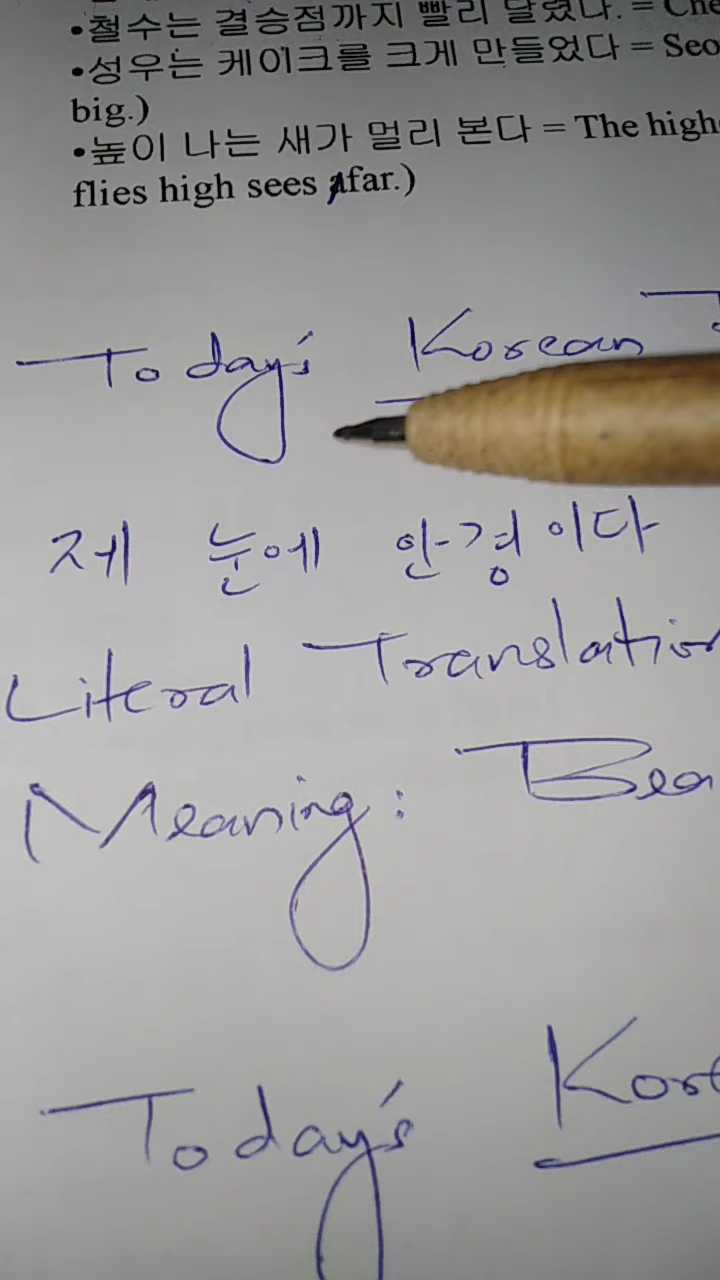 •철수는 결승점까지 빨리 달렸다. = Che
•성우는 케이크를 크게 만들었다 = Seo
big.)
•높이 나는 새가 멀리 본다 = The highe
flies high sees afar.)
Today's Korean
제 눈에 안경이다
Literal Translation
Meaning: Bea
Today's Kore